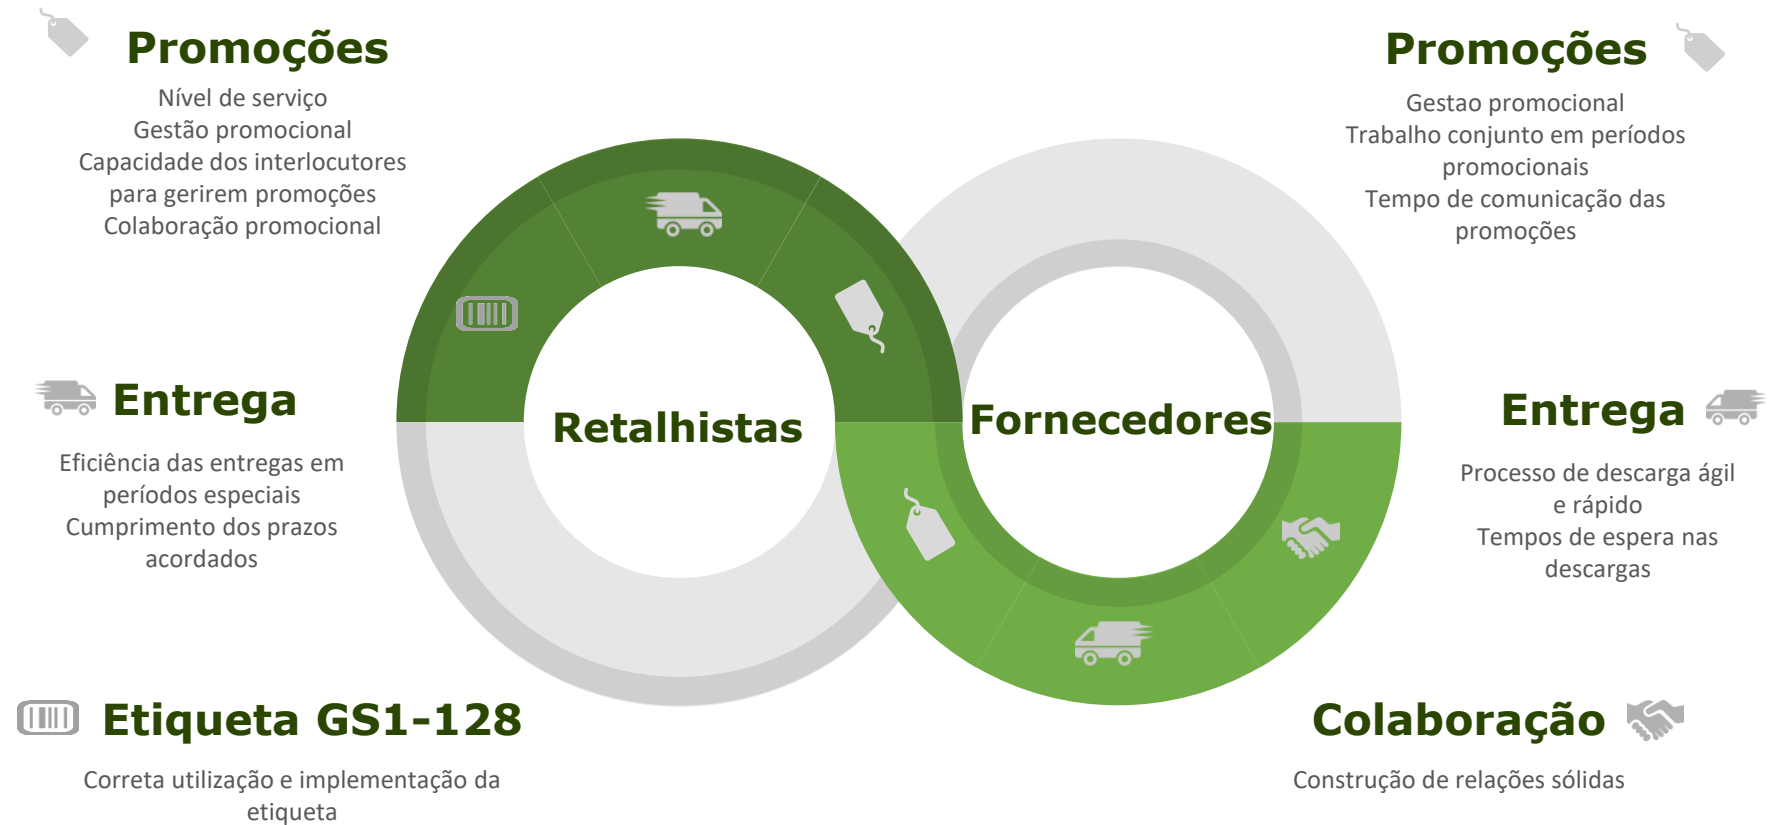 Promoções
Nível de serviço
Gestão promocional
Capacidade dos interlocutores
para gerirem promoções
Colaboração promocional
Entrega
Eficiência das entregas em
períodos especiais
Cumprimento dos prazos
acordados
Etiqueta GS1-128
Correta utilização e implementação da
etiqueta
Retalhistas
Fornecedores
Promoções
Gestao promocional
Trabalho conjunto em períodos
promocionais
Tempo de comunicação das
promoções
Entrega
Processo de descarga ágil
e rápido
Tempos de espera nas
descargas
Colaboração
Construção de relações sólidas